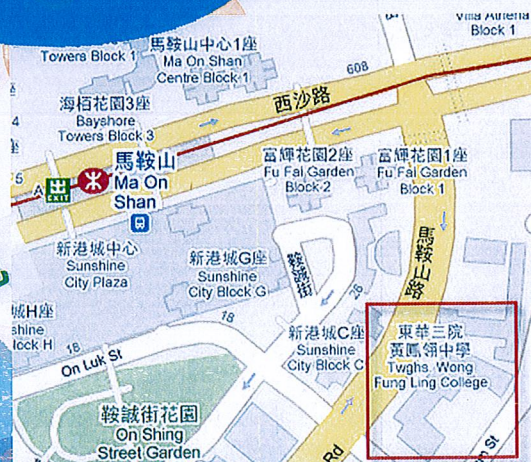 Villa Athena
Block 1
Towers Block 1
馬鞍山中心1座
Ma On Shan
Centre Block 1
608
西沙路
海栢花園3座
Bayshore
Towers Block 3
馬鞍山
Ma On
Shan
A
出
EXIT
富輝花園2座
Fu Fai Garden
Block 2
富輝花園1座
Fu Fai Garden
Block 1
新港城中心
Sunshine
City Plaza
新港城G座
Sunshine
City Block G
鞍誠街
馬鞍山路
28
城H座
shine
lock H
18
18
On Luk St
新港城C座
Sunshine
City Block C
東華三院
黃鳳翎中學
Twghs. Wong
Fung Ling College
鞍誠街花園
On Shing
Street Garden
Rd
n St